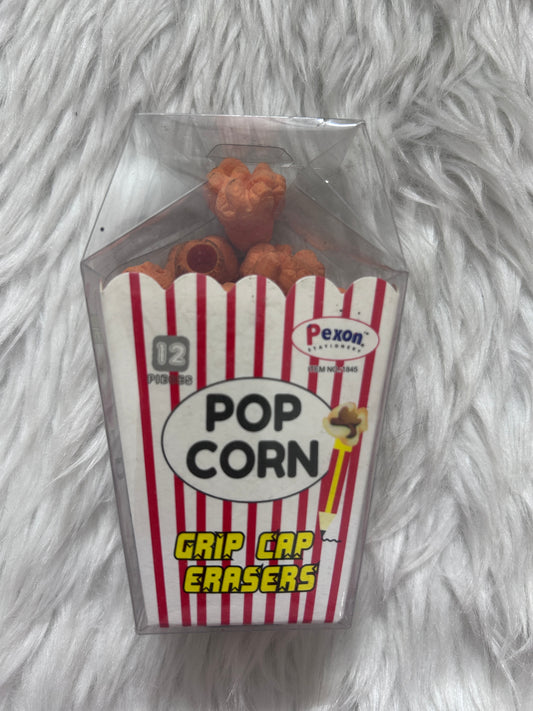 12
PIECES
Pexon
STATIONERY
ITEM NO.:1845
POP
CORN
GRIP CAP
ERASERS